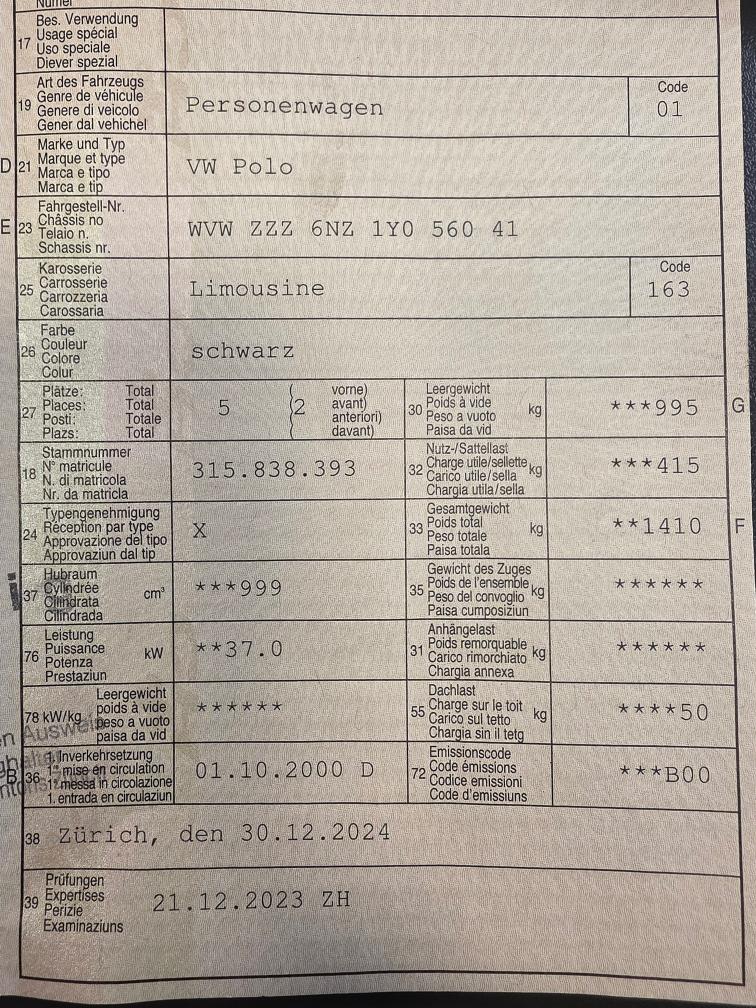 Bes. Verwendung
17 Usage spécial
Uso speciale
Diever spezial
Art des Fahrzeugs
Genre de véhicule
19 Genere di veicolo Personenwagen
Gener dal vehichel
Code
01
Marke und Typ
D 21 Marque et type VW Polo
Marca e tipo
Marca e tip
Fahrgestell-Nr.
E 23 Châssis no WVW ZZZ 6NZ 1Y0 560 41
Telaio n.
Schassis nr.
Karosserie
25 Carrosserie Limousine
Carrozzeria
Carossaria
Code
163
Farbe
26 Couleur schwarz
Colore
Colur
Plätze: Total
27 Places: Total 5 (2 vorne)
Posti: Totale avant)
Plazs: Total anteriori)
davant)
Leergewicht
30 Poids à vide kg ***995 G
Peso a vuoto
Paisa da vid
Stammnummer
18 N° matricule 315.838.393
N. di matricola
Nr. da matricla
Nutz-/Sattellast
32 Charge utile/sellette kg ***415
Carico utile/sella
Chargia utila/sella
Typengenehmigung
24 Réception par type X
Approvazione del tipo
Approvaziun dal tip
Gesamtgewicht
33 Poids total kg **1410 F
Peso totale
Paisa totala
Hubraum
37 Cylindrée cm³ ***999
Cilindrata
Cilindrada
Gewicht des Zuges
35 Poids de l'ensemble kg ******
Peso del convoglio
Paisa cumposiziun
Leistung
76 Puissance kW **37.0
Potenza
Prestaziun
Anhängelast
31 Poids remorquable kg ******
Carico rimorchiato
Chargia annexa
Leergewicht
78 kW/kg poids à vide ******
peso a vuoto
paisa da vid
Dachlast
55 Charge sur le toit kg ****50
Carico sul tetto
Chargia sin il tetg
1. Inverkehrsetzung
B 36 1re mise en circulation 01.10.2000 D
1a messa in circolazione
1. entrada en circulaziun
Emissionscode
72 Code émissions ***B00
Codice emissioni
Code d'emissiuns
38 Zürich, den 30.12.2024
Prüfungen
39 Expertises 21.12.2023 ZH
Perizie
Examinaziuns